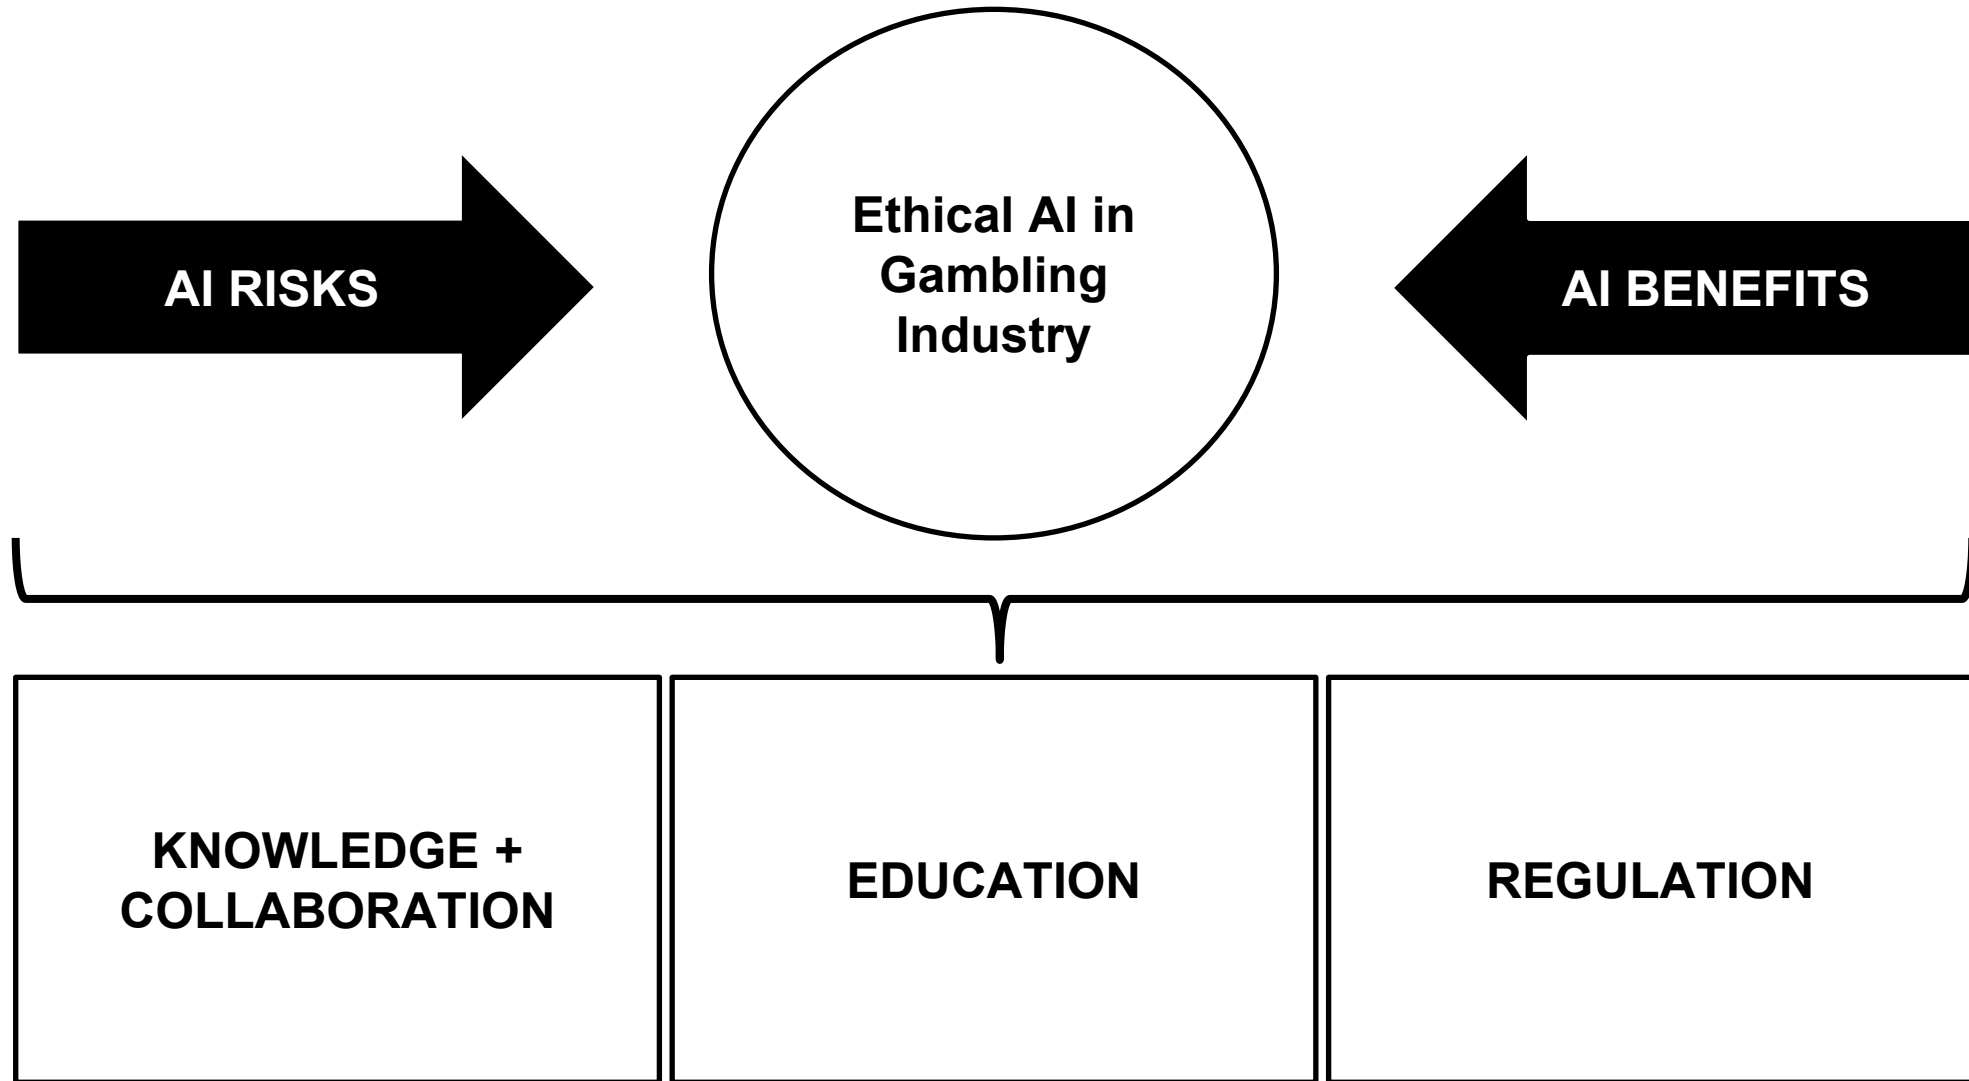 Ethical AI in
Gambling
Industry
AI RISKS
AI BENEFITS
KNOWLEDGE +
COLLABORATION
EDUCATION
REGULATION